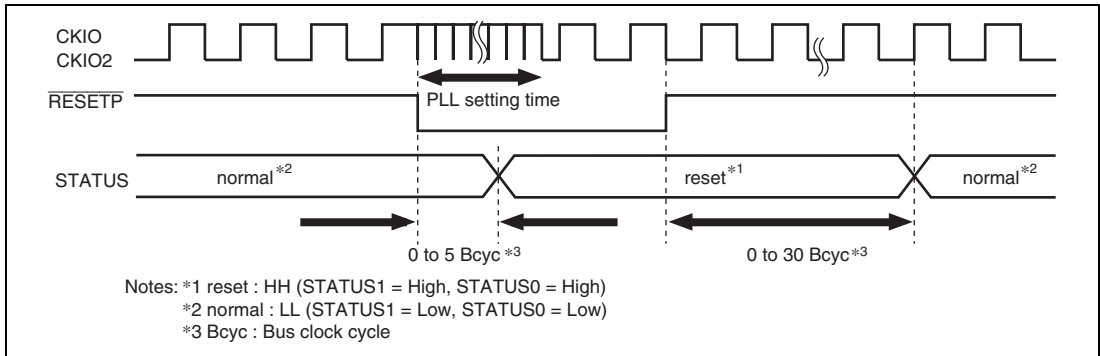 CKIO
CKIO2
RESETP
PLL setting time
STATUS
normal*2
reset*1
normal*2
0 to 5 Bcyc*3
0 to 30 Bcyc*3
Notes: *1 reset : HH (STATUS1 = High, STATUS0 = High)
*2 normal : LL (STATUS1 = Low, STATUS0 = Low)
*3 Bcyc : Bus clock cycle